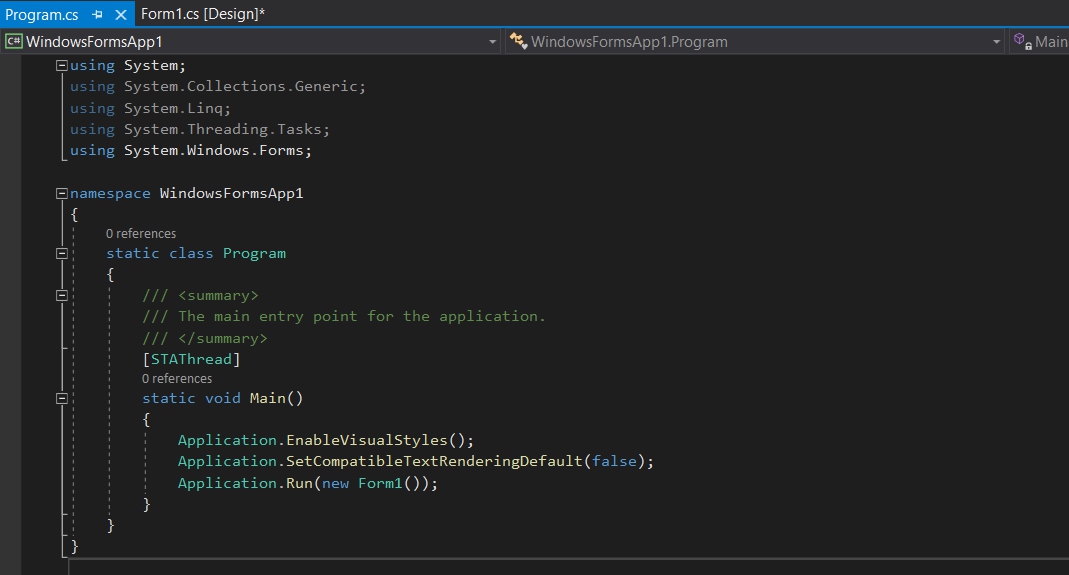 Program.cs
Form1.cs [Design]*
C# WindowsFormsApp1
WindowsFormsApp1.Program
Main
using System;
using System.Collections.Generic;
using System.Linq;
using System.Threading.Tasks;
using System.Windows.Forms;
namespace WindowsFormsApp1
{
0 references
static class Program
{
/// <summary>
/// The main entry point for the application.
/// </summary>
[STAThread]
0 references
static void Main()
{
Application.EnableVisualStyles();
Application.SetCompatibleTextRenderingDefault(false);
Application.Run(new Form1());
}
}
}